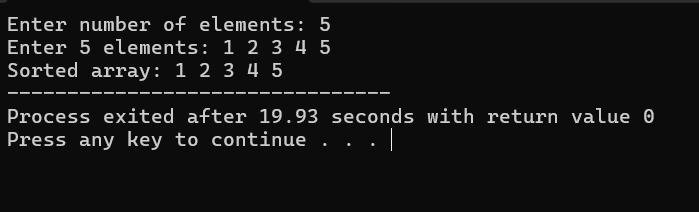 Enter number of elements: 5
Enter 5 elements: 1 2 3 4 5
Sorted array: 1 2 3 4 5
--------------------------------
Process exited after 19.93 seconds with return value 0
Press any key to continue . . .